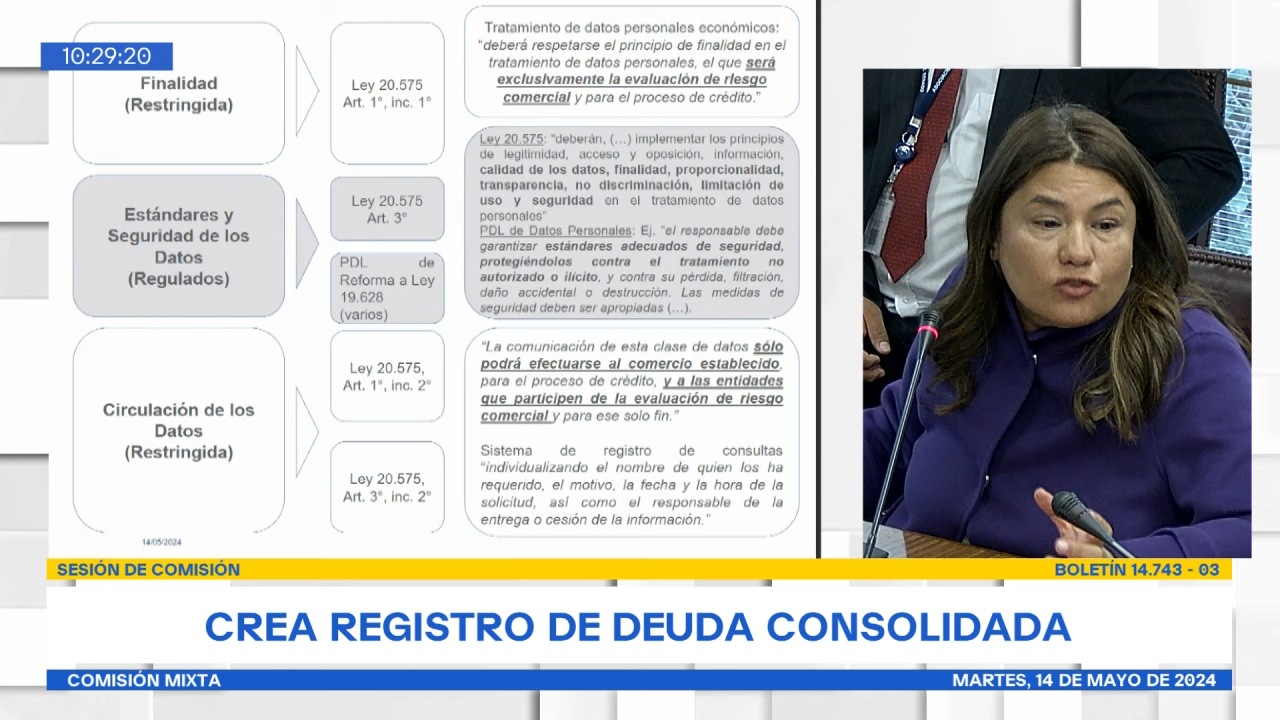 10:29:20
Finalidad
(Restringida)
Ley 20.575
Art. 1°, inc. 1°
Tratamiento de datos personales económicos:
“deberá respetarse el principio de finalidad en el
tratamiento de datos personales, el que será
exclusivamente la evaluación de riesgo
comercial y para el proceso de crédito.”
Estándares y
Seguridad de los
Datos
(Regulados)
Ley 20.575
Art. 3°
PDL de
Reforma a Ley
19.628
(varios)
Ley 20.575: “deberán, (…) implementar los principios
de legitimidad, acceso y oposición, información,
calidad de los datos, finalidad, proporcionalidad,
transparencia, no discriminación, limitación de
uso y seguridad en el tratamiento de datos
personales”
PDL de Datos Personales: Ej. “el responsable debe
garantizar estándares adecuados de seguridad,
protegiéndolos contra el tratamiento no
autorizado o ilícito, y contra su pérdida, filtración,
daño accidental o destrucción. Las medidas de
seguridad deben ser apropiadas (…).
Circulación de los
Datos
(Restringida)
Ley 20.575,
Art. 1°, inc. 2°
Ley 20.575,
Art. 3°, inc. 2°
“La comunicación de esta clase de datos sólo
podrá efectuarse al comercio establecido,
para el proceso de crédito, y a las entidades
que participen de la evaluación de riesgo
comercial y para ese solo fin.”
Sistema de registro de consultas
“individualizando el nombre de quien los ha
requerido, el motivo, la fecha y la hora de la
solicitud, así como el responsable de la
entrega o cesión de la información.”
14/05/2024
SESIÓN DE COMISIÓN
BOLETÍN 14.743 - 03
CREA REGISTRO DE DEUDA CONSOLIDADA
COMISIÓN MIXTA
MARTES, 14 DE MAYO DE 2024